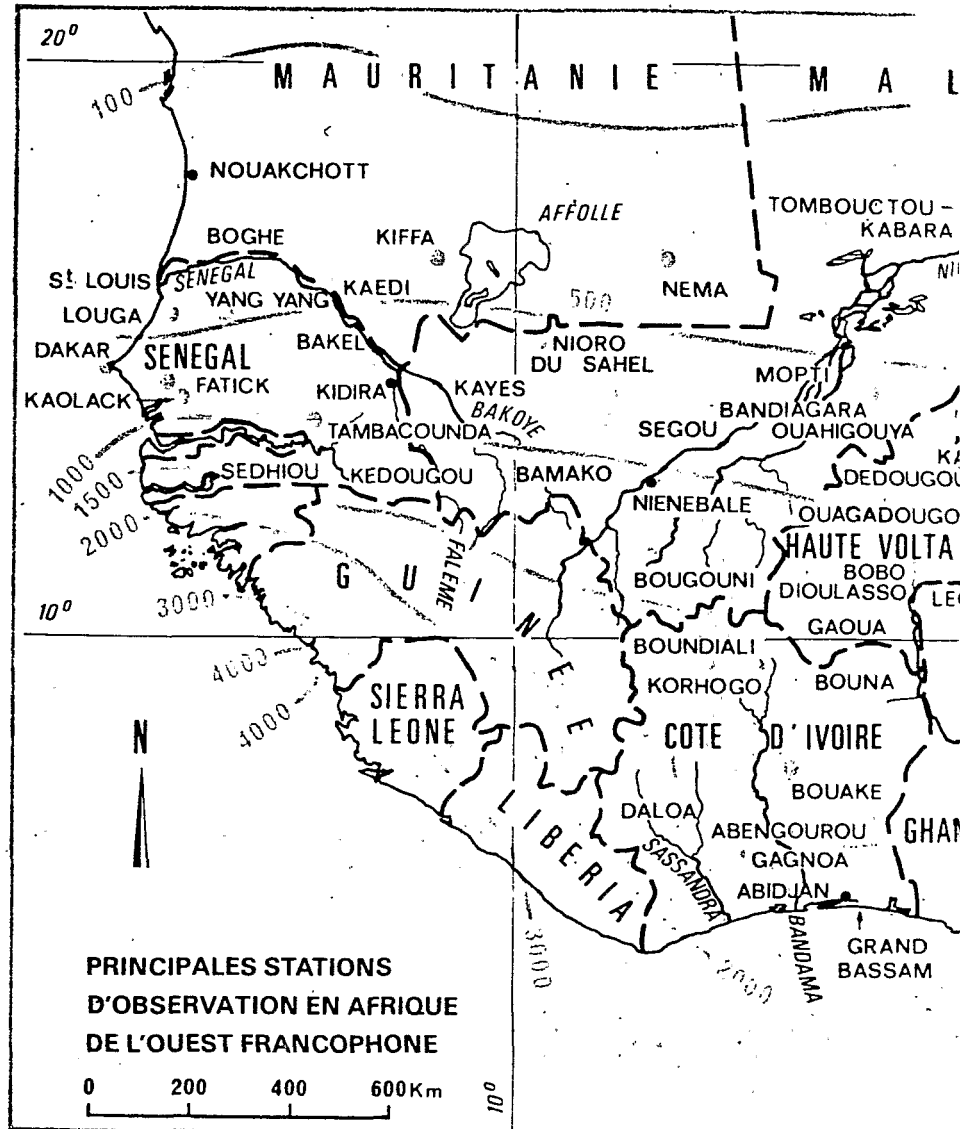 20°
MAURITANIE
MAL
100
NOUAKCHOTT
AFFOLLE
TOMBOUCTOU -
KABARA
BOGHE
KIFFA
St. LOUIS
SENEGAL
YANG YANG
KAEDI
500
NEMA
LOUGA
BAKEL
NIORO
DU SAHEL
DAKAR
SENEGAL
FATICK
KIDIRA
KAYES
MOPTI
KAOLACK
BAKOYE
BANDIAGARA
TAMBACOUNDA
SEGOU
OUAHIGOUYA
1000
SEDHIOU
KEDOUGOU
BAMAKO
DEDOUGOU
1500
NIENEBALE
2000
OUAGADOUGO
FALEME
HAUTE VOLTA
GUINEE
BOUGOUNI
BOBO
DIOULASSO
3000
10°
BOUNDIALI
GAOUA
4000
KORHOGO
BOUNA
SIERRA
LEONE
4000
N
COTE D'IVOIRE
BOUAKE
LIBERIA
DALOA
ABENGOUROU
GHAN
GAGNOA
SASSANDRA
ABIDJAN
BANDAMA
3000
2000
GRAND
BASSAM
PRINCIPALES STATIONS
D'OBSERVATION EN AFRIQUE
DE L'OUEST FRANCOPHONE
0 200 400 600 Km
10°